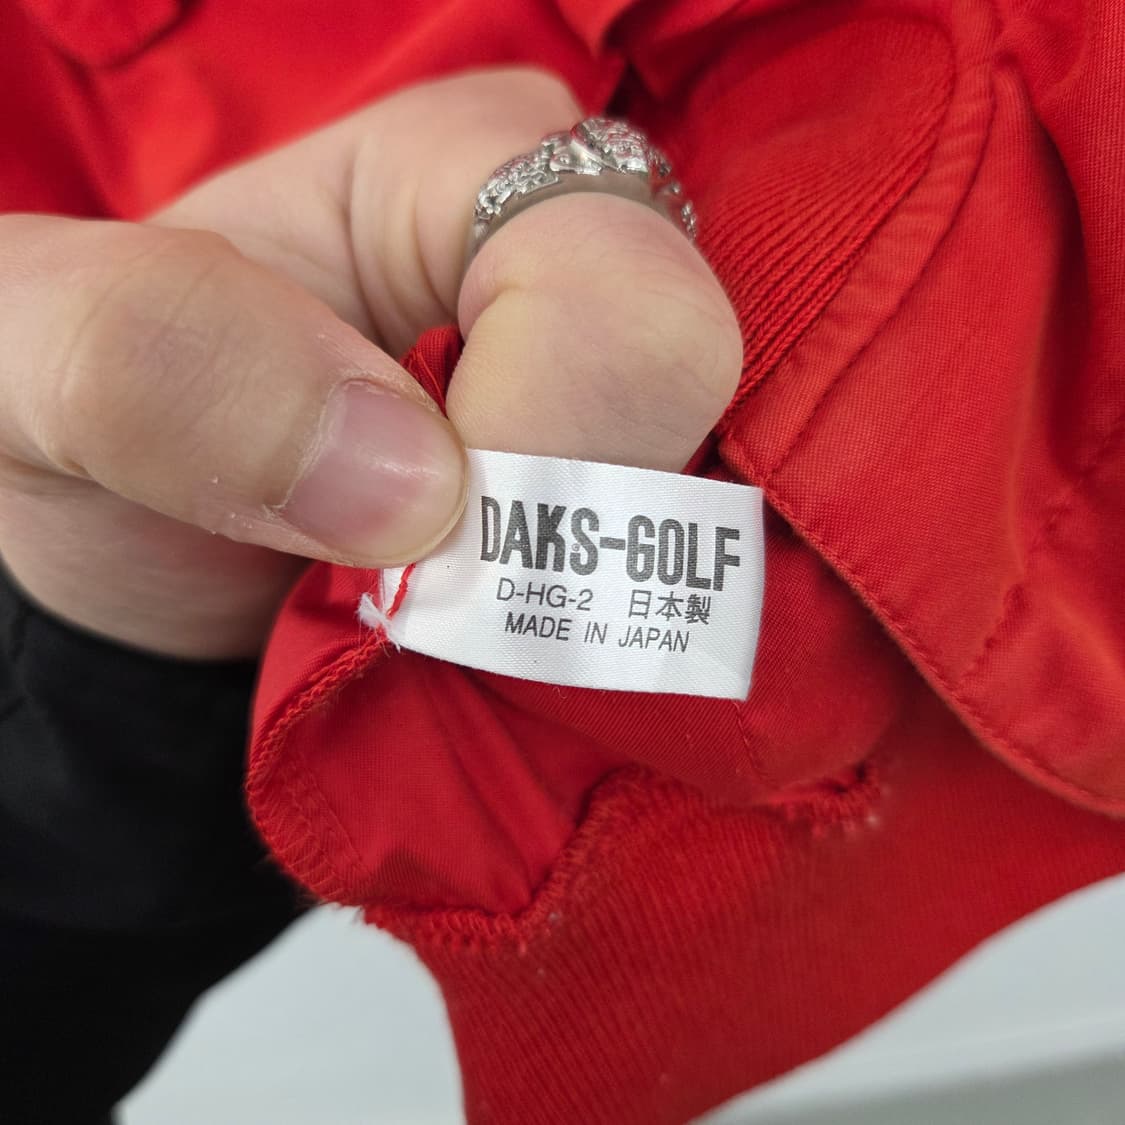 DAKS-GOLF
D-HG-2 日本製
MADE IN JAPAN